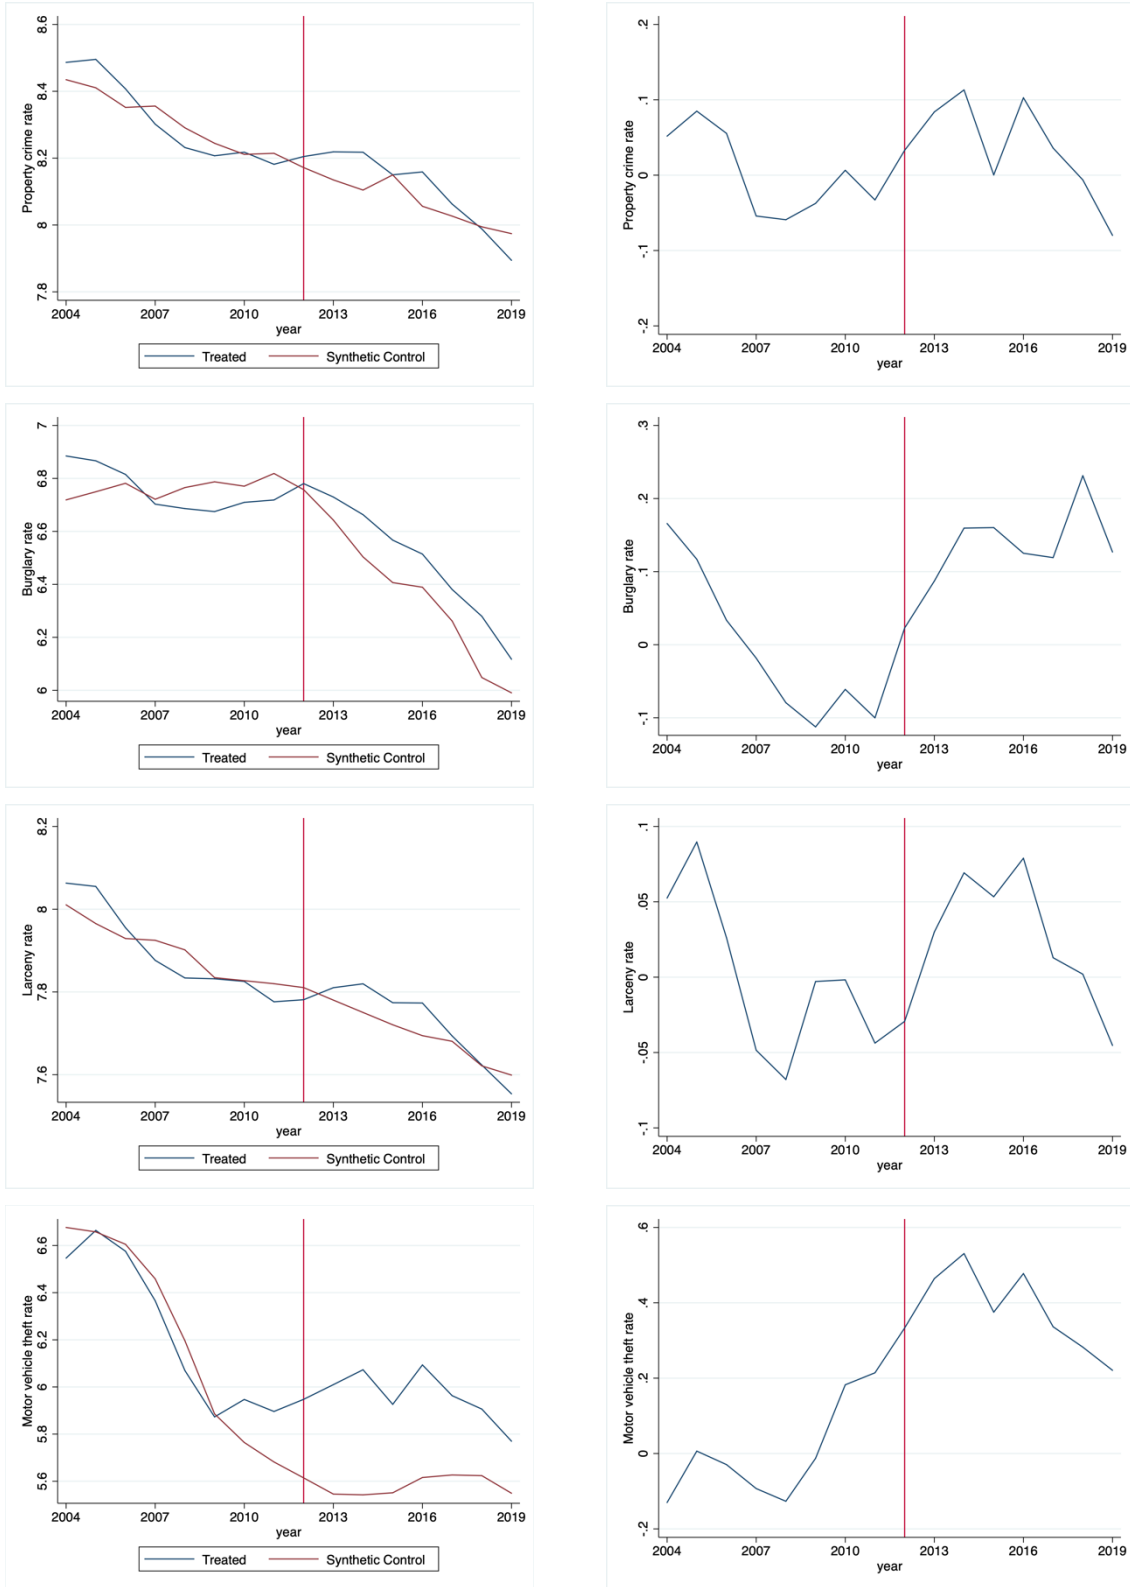 Property crime rate
8.6
8.4
8.2
8
7.8
2004 2007 2010 2013 2016 2019
year
Treated Synthetic Control
Property crime rate
.2
.1
0
-.1
-.2
2004 2007 2010 2013 2016 2019
year
Burglary rate
7
6.8
6.6
6.4
6.2
6
2004 2007 2010 2013 2016 2019
year
Treated Synthetic Control
Burglary rate
.3
.2
.1
0
-.1
2004 2007 2010 2013 2016 2019
year
Larceny rate
8.2
8
7.8
7.6
2004 2007 2010 2013 2016 2019
year
Treated Synthetic Control
Larceny rate
.1
.05
0
-.05
-.1
2004 2007 2010 2013 2016 2019
year
Motor vehicle theft rate
6.6
6.4
6.2
6
5.8
5.6
2004 2007 2010 2013 2016 2019
year
Treated Synthetic Control
Motor vehicle theft rate
.6
.4
.2
0
-.2
2004 2007 2010 2013 2016 2019
year